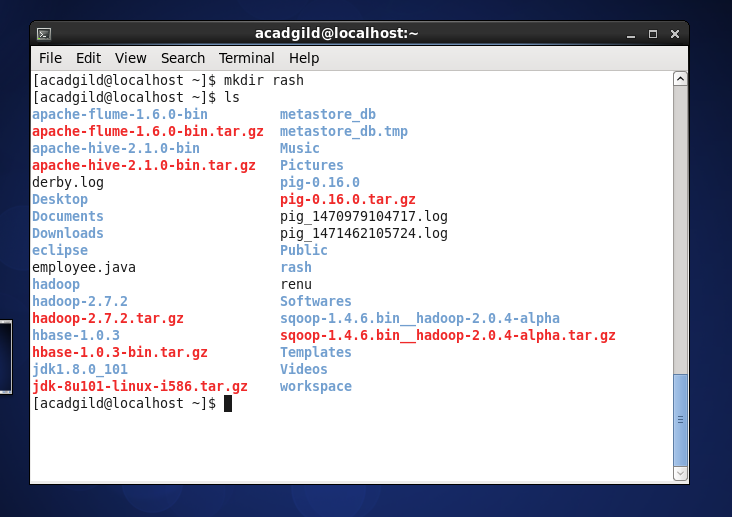 acadgild@localhost:~
File Edit View Search Terminal Help
[acadgild@localhost ~]$ mkdir rash
[acadgild@localhost ~]$ ls
apache-flume-1.6.0-bin metastore_db
apache-flume-1.6.0-bin.tar.gz metastore_db.tmp
apache-hive-2.1.0-bin Music
apache-hive-2.1.0-bin.tar.gz Pictures
derby.log pig-0.16.0
Desktop pig-0.16.0.tar.gz
Documents pig_1470979104717.log
Downloads pig_1471462105724.log
eclipse Public
employee.java rash
hadoop renu
hadoop-2.7.2 Softwares
hadoop-2.7.2.tar.gz sqoop-1.4.6.bin__hadoop-2.0.4-alpha
hbase-1.0.3 sqoop-1.4.6.bin__hadoop-2.0.4-alpha.tar.gz
hbase-1.0.3-bin.tar.gz Templates
jdk1.8.0_101 Videos
jdk-8u101-linux-i586.tar.gz workspace
[acadgild@localhost ~]$